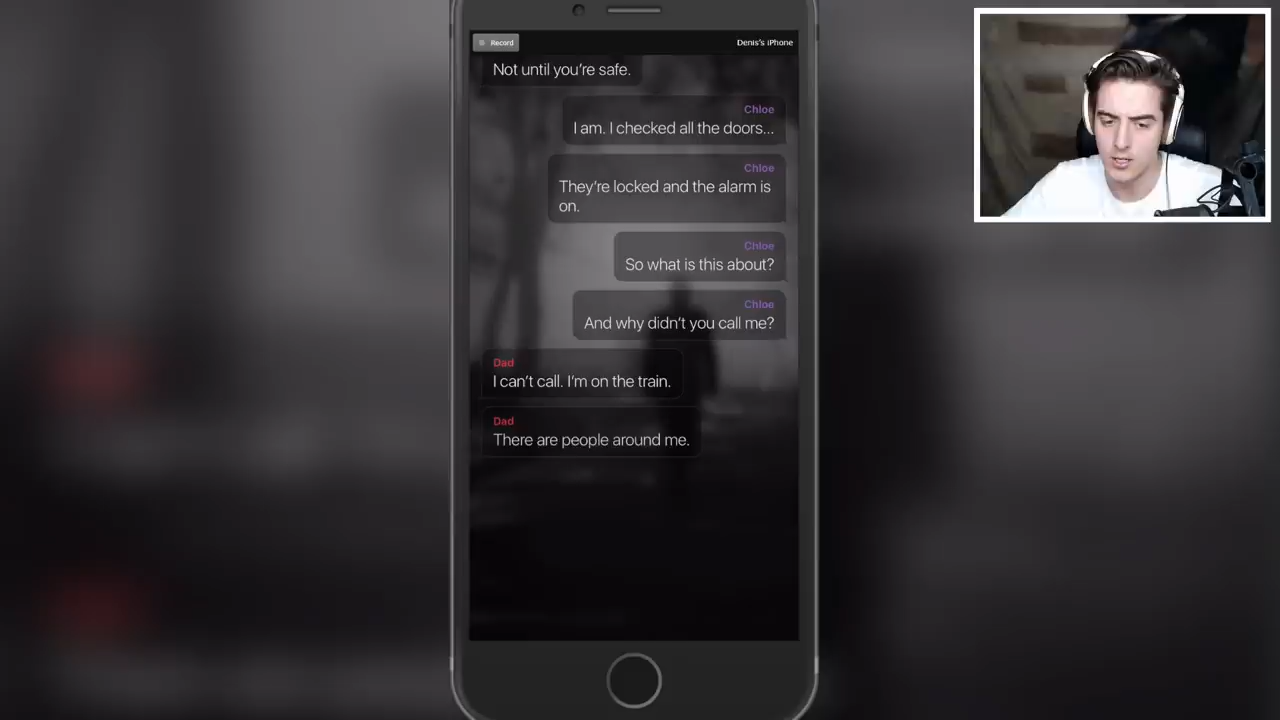 Record
Denis's iPhone
Not until you're safe.
Chloe
I am. I checked all the doors...
Chloe
They're locked and the alarm is
on.
Chloe
So what is this about?
Chloe
And why didn't you call me?
Dad
I can't call. I'm on the train.
Dad
There are people around me.